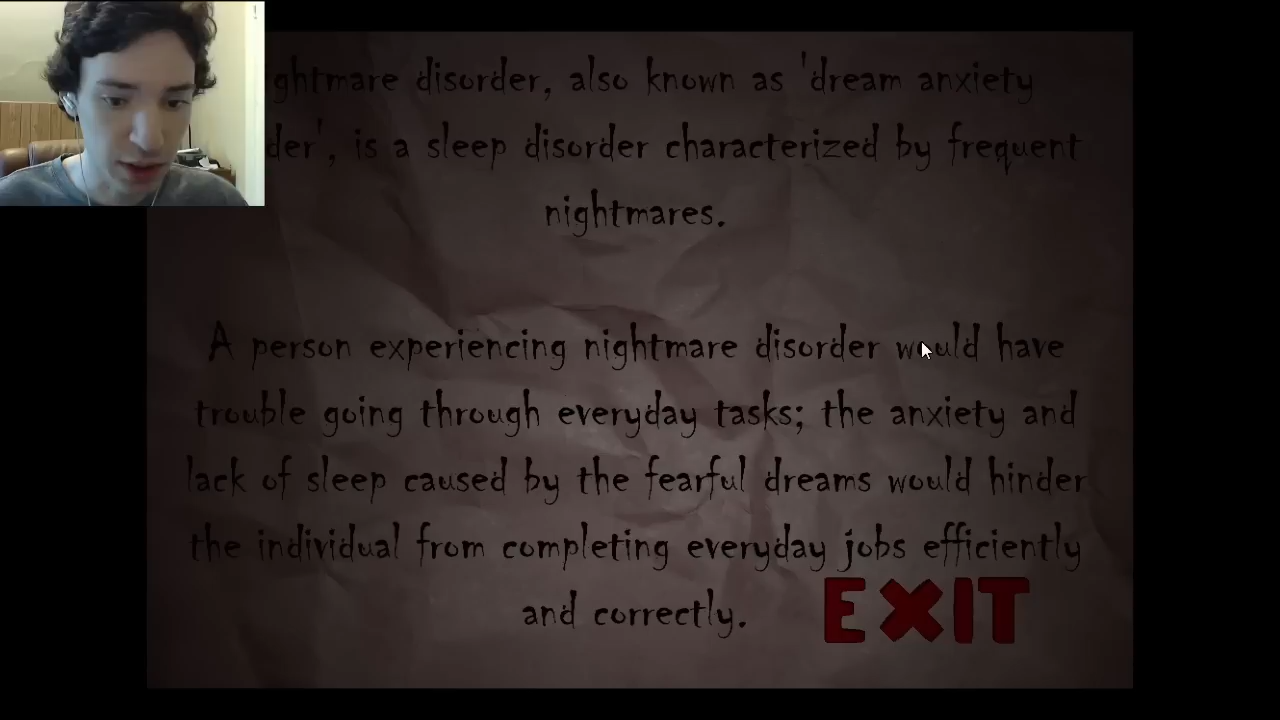 ghtmare disorder, also known as 'dream anxiety
der', is a sleep disorder characterized by frequent
nightmares.
A person experiencing nightmare disorder would have
trouble going through everyday tasks; the anxiety and
lack of sleep caused by the fearful dreams would hinder
the individual from completing everyday jobs efficiently
and correctly.
EXIT